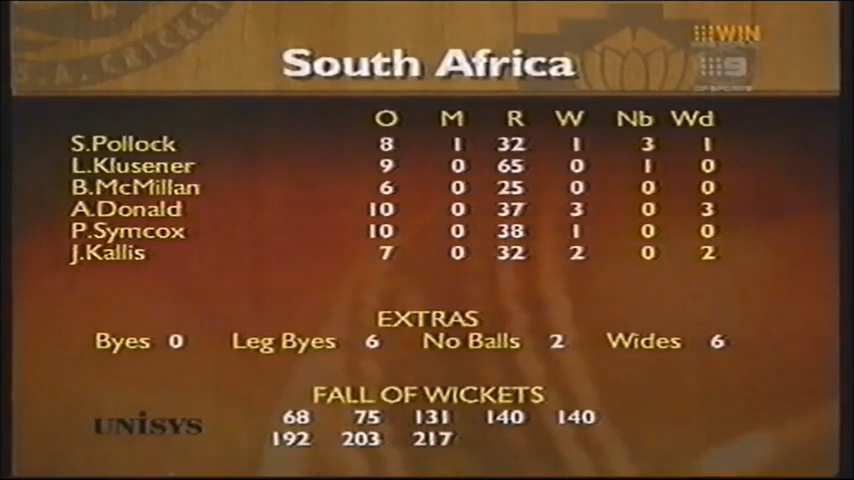 WIN
S.A. CRICKET
South Africa
9
O M R W Nb Wd
S.Pollock 8 1 32 1 3 1
L.Klusener 9 0 65 0 1 0
B.McMillan 6 0 25 0 0 0
A.Donald 10 0 37 3 0 3
P.Symcox 10 0 38 1 0 0
J.Kallis 7 0 32 2 0 2
EXTRAS
Byes 0 Leg Byes 6 No Balls 2 Wides 6
FALL OF WICKETS
68 75 131 140 140
UNISYS
192 203 217